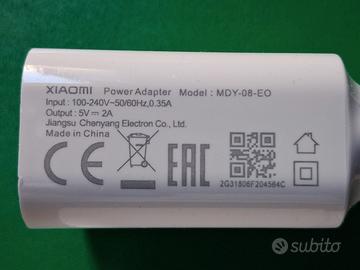 XIAOMI Power Adapter Model : MDY-08-EO
Input : 100-240V~50/60Hz,0.35A
Output : 5V⎓2A
Jiangsu Chenyang Electron Co., Ltd.
Made in China
CE EAC
2G31806F204564C
subito